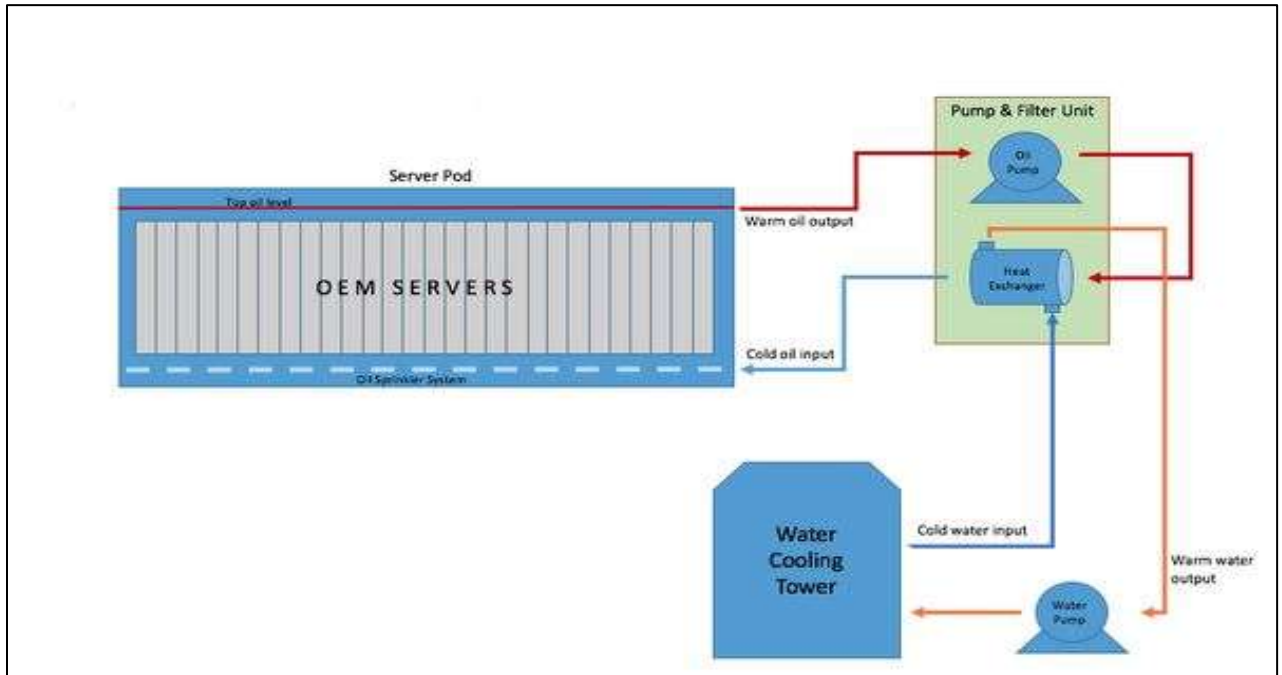 Pump & Filter Unit
Oil
Pump
Server Pod
Top oil level
Warm oil output
OEM SERVERS
Heat
Exchanger
Cold oil input
Oil Sprinkler System
Water
Cooling
Tower
Cold water input
Warm water
output
Water
Pump